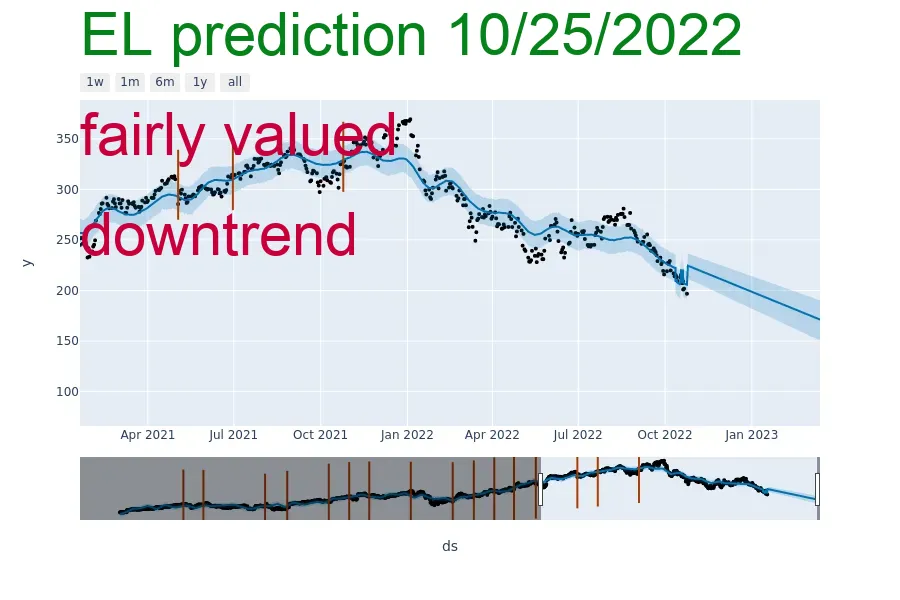 EL prediction 10/25/2022
1w 1m 6m 1y all
fairly valued
downtrend
350
300
250
200
150
100
y
Apr 2021 Jul 2021 Oct 2021 Jan 2022 Apr 2022 Jul 2022 Oct 2022 Jan 2023
ds